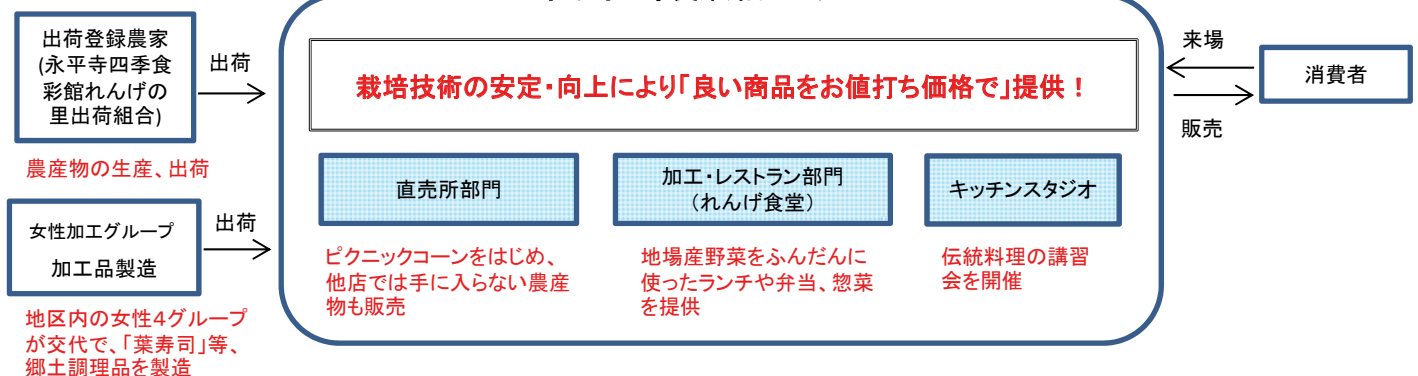 出荷登録農家
(永平寺四季食
彩館れんげの
里出荷組合)
出荷
農産物の生産、出荷
女性加工グループ
加工品製造
出荷
地区内の女性4グループ
が交代で、「葉寿司」等、
郷土調理品を製造
栽培技術の安定・向上により「良い商品をお値打ち価格で」提供！
直売所部門
ピクニックコーンをはじめ、
他店では手に入らない農産
物も販売
加工・レストラン部門
（れんげ食堂）
地場産野菜をふんだんに
使ったランチや弁当、惣菜
を提供
キッチンスタジオ
伝統料理の講習
会を開催
来場
販売
消費者